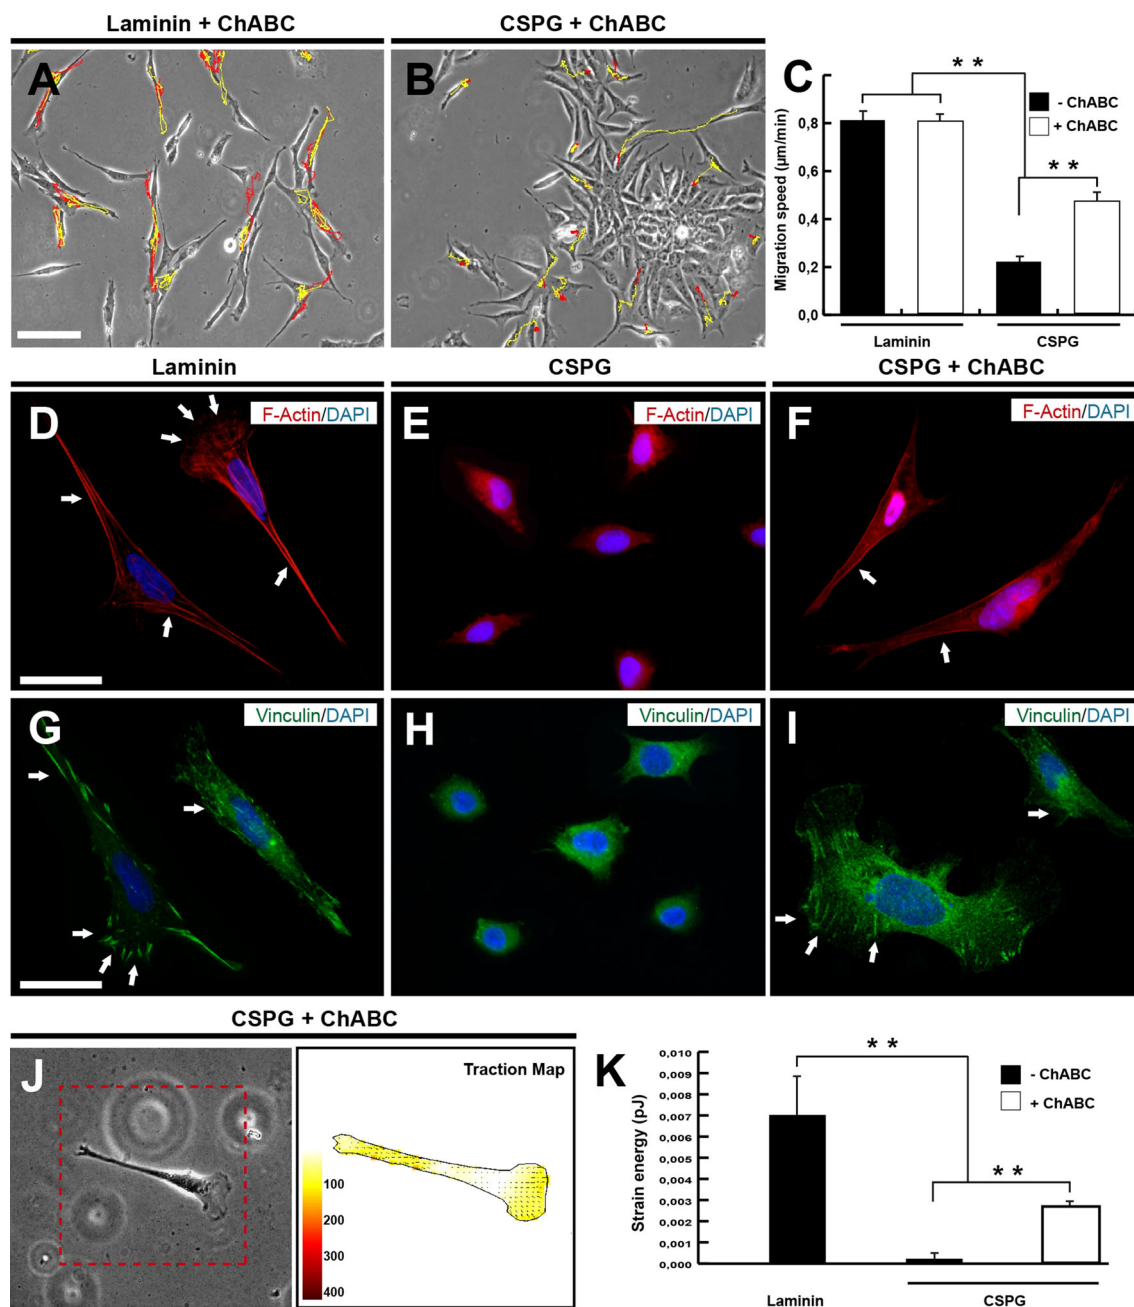 Laminin + ChABC
CSPG + ChABC
A
B
C
* *
- ChABC
+ ChABC
* *
Migration speed (µm/min)
0,8
0,6
0,4
0,2
0,0
Laminin
CSPG
Laminin
CSPG
CSPG + ChABC
D
F-Actin/DAPI
E
F-Actin/DAPI
F
F-Actin/DAPI
G
Vinculin/DAPI
H
Vinculin/DAPI
I
Vinculin/DAPI
CSPG + ChABC
J
Traction Map
100
200
300
400
K
* *
- ChABC
+ ChABC
* *
Strain energy (pJ)
0,010
0,009
0,008
0,007
0,006
0,005
0,004
0,003
0,002
0,001
0,000
Laminin
CSPG